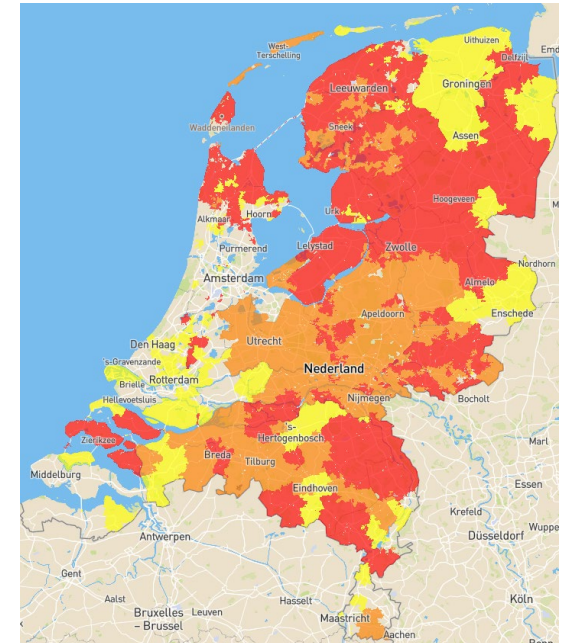 Uithuizen
West-
Terschelling
Delfzijl
Emd
Leeuwarden
Groningen
Waddeneilanden
Sneek
Assen
Hoogeveen
Alkmaar
Hoorn
Urk
Purmerend
Lelystad
Zwolle
Amsterdam
Nordhorn
Almelo
Apeldoorn
Enschede
Den Haag
Utrecht
's-Gravenzande
Nederland
Brielle
Rotterdam
Hellevoetsluis
Nijmegen
Bocholt
Zierikzee
's-
Hertogenbosch
Marl
Breda
Tilburg
Middelburg
Eindhoven
Essen
Krefeld
Antwerpen
Düsseldorf
Wuppe
Gent
Hasselt
Köln
Aalst
Bruxelles
– Brussel
Leuven
Maastricht
Aachen